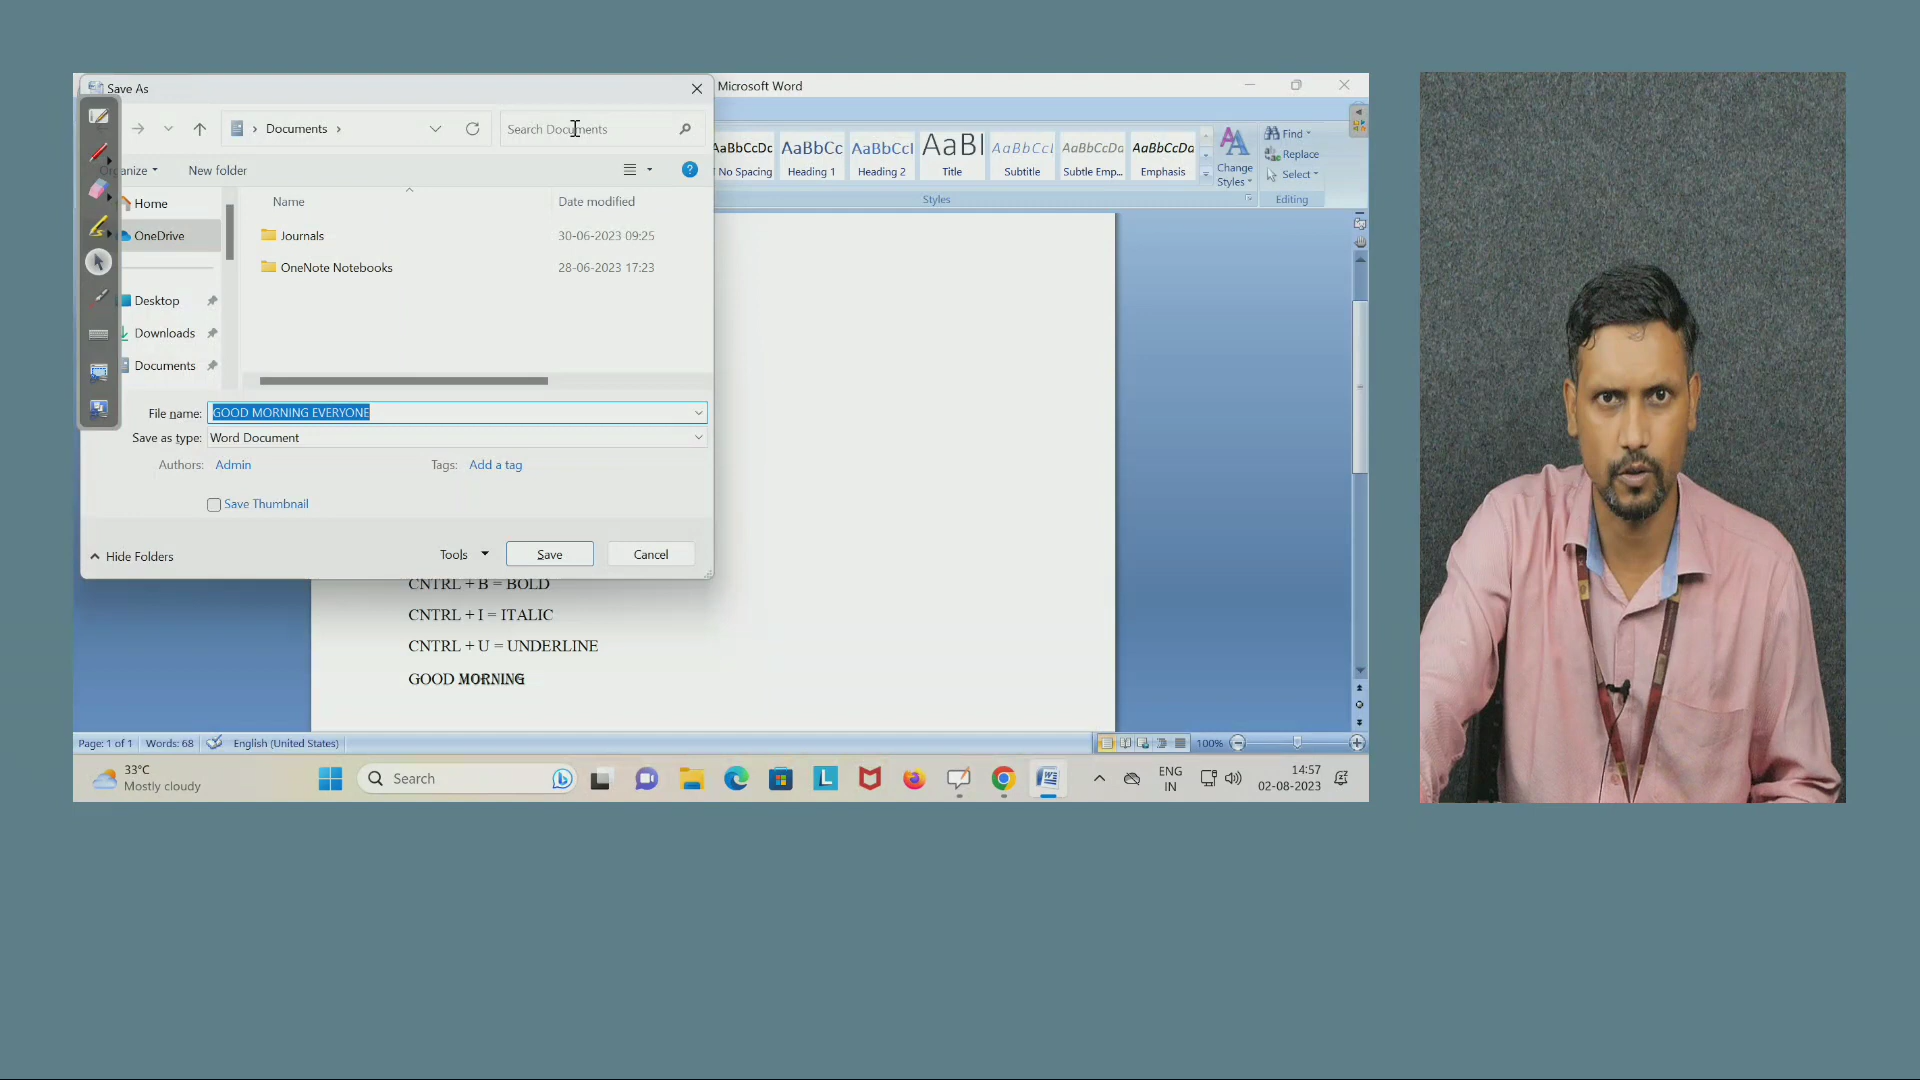 Save As
Microsoft Word
Documents
Search Documents
New folder
Find
Replace
Select
Editing
AaBbCcDc
No Spacing
AaBbCc
Heading 1
AaBbCcI
Heading 2
AaBI
Title
AaBbCcL
Subtitle
AaBbCcDa
Subtle Emp...
AaBbCcDa
Emphasis
Change
Styles
Styles
Home
OneDrive
Desktop
Downloads
Documents
Name
Date modified
Journals
30-06-2023 09:25
OneNote Notebooks
28-06-2023 17:23
File name: GOOD MORNING EVERYONE
Save as type: Word Document
Authors: Admin
Tags: Add a tag
Save Thumbnail
Hide Folders
Tools
Save
Cancel
CNTRL + B = BOLD
CNTRL + I = ITALIC
CNTRL + U = UNDERLINE
GOOD MORNING
Page: 1 of 1
Words: 68
English (United States)
100%
33°C
Mostly cloudy
Search
ENG
IN
14:57
02-08-2023